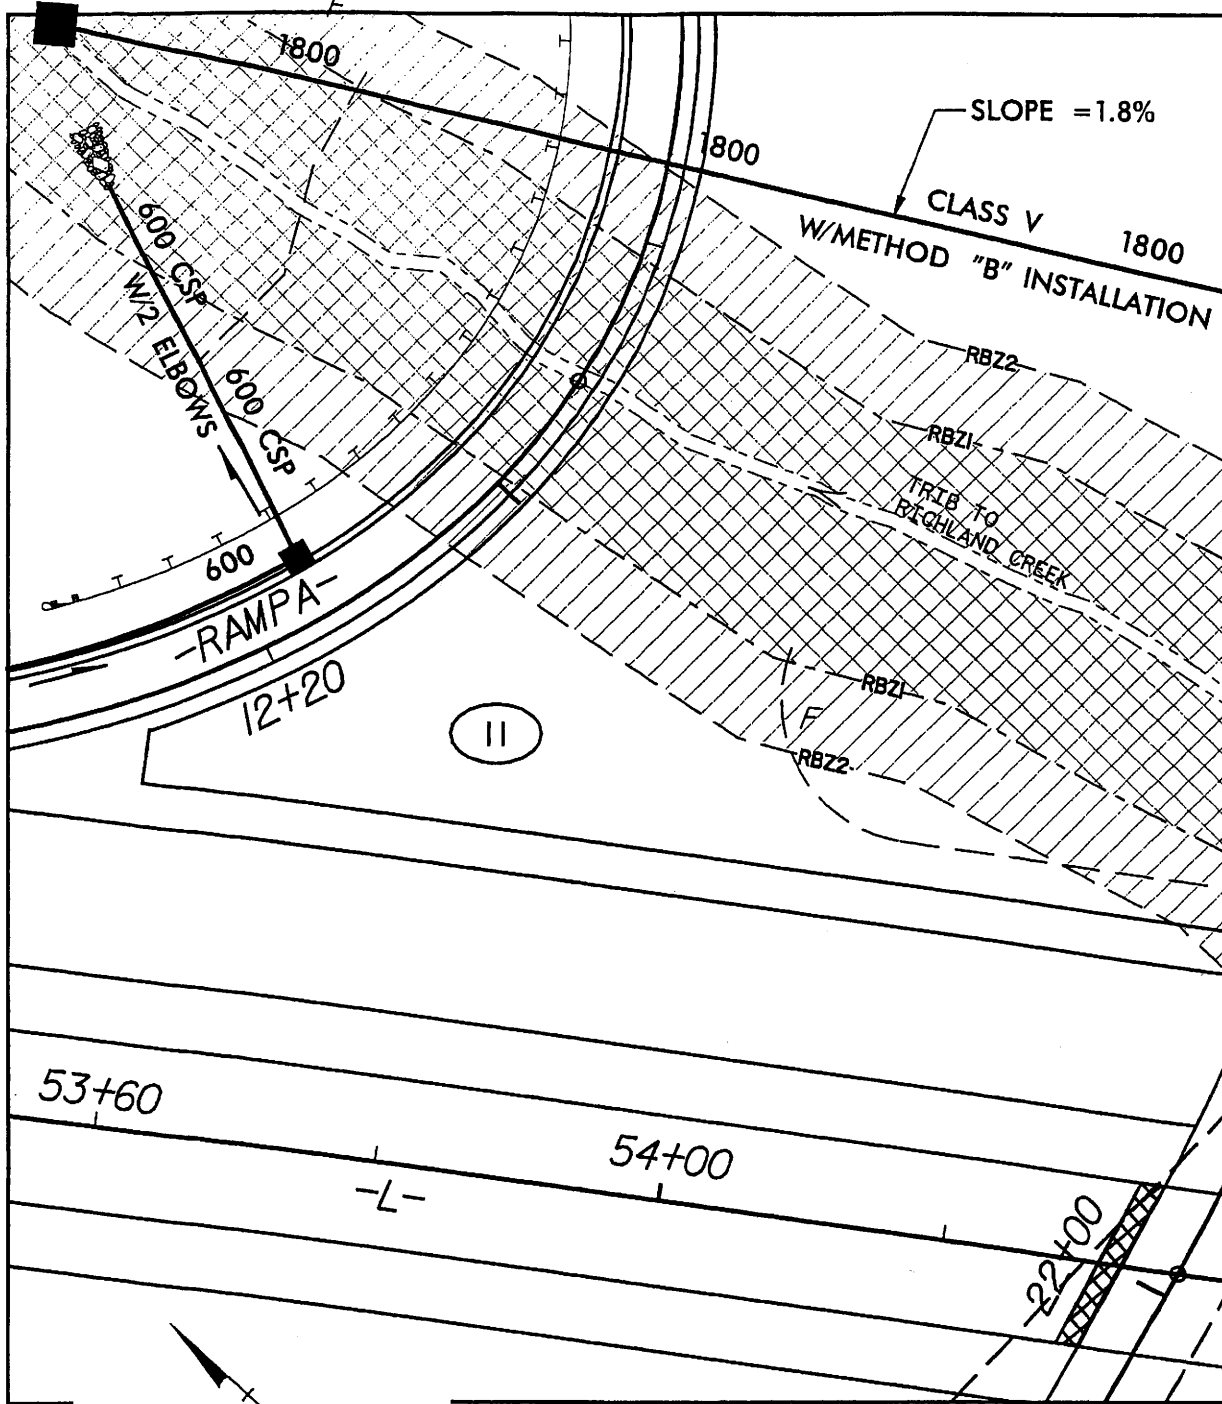 F
1800
SLOPE =1.8%
1800
CLASS V
1800
W/METHOD "B" INSTALLATION
600 CSP
W/2 ELBOWS
600 CSP
RBZ2
RBZ1
TRIB TO
RICHLAND CREEK
600
-RAMPA-
12+20
11
RBZ1
F
RBZ2
53+60
54+00
-L-
22+00